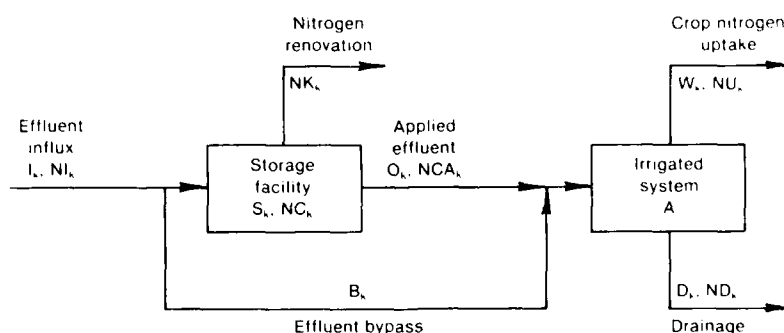 Nitrogen
renovation
NKₖ
Crop nitrogen
uptake
Wₖ, NUₖ
Effluent
influx
Iₖ, NIₖ
Storage
facility
Sₖ, NCₖ
Applied
effluent
Oₖ, NCAₖ
Irrigated
system
A
Bₖ
Effluent bypass
Dₖ, NDₖ
Drainage